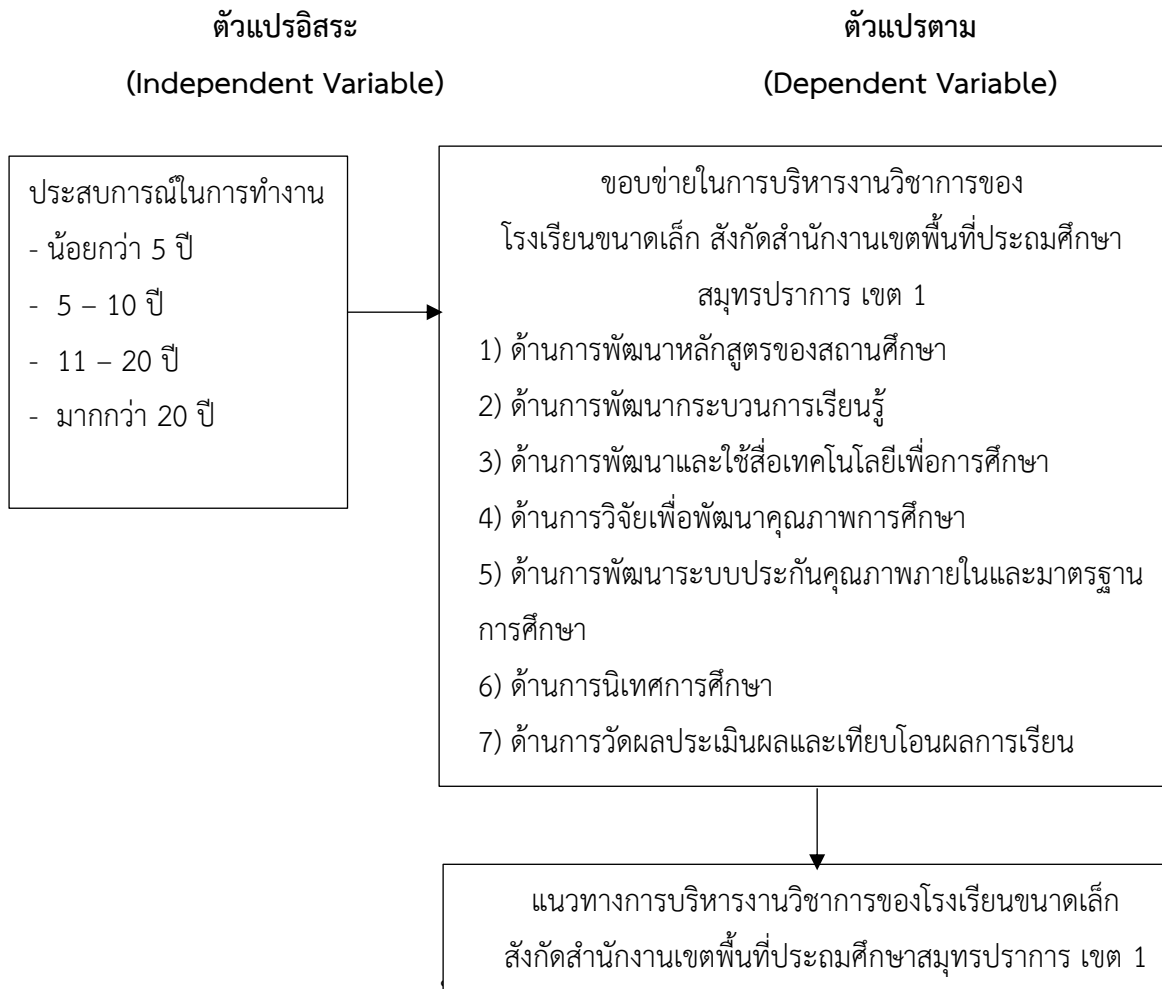 ตัวแปรอิสระ
(Independent Variable)
ตัวแปรตาม
(Dependent Variable)
ประสบการณ์ในการทำงาน
- น้อยกว่า 5 ปี
- 5 – 10 ปี
- 11 – 20 ปี
- มากกว่า 20 ปี
ขอบข่ายในการบริหารงานวิชาการของ
โรงเรียนขนาดเล็ก สังกัดสำนักงานเขตพื้นที่ประถมศึกษา
สมุทรปราการ เขต 1
1) ด้านการพัฒนาหลักสูตรของสถานศึกษา
2) ด้านการพัฒนากระบวนการเรียนรู้
3) ด้านการพัฒนาและใช้สื่อเทคโนโลยีเพื่อการศึกษา
4) ด้านการวิจัยเพื่อพัฒนาคุณภาพการศึกษา
5) ด้านการพัฒนาระบบประกันคุณภาพภายในและมาตรฐาน
การศึกษา
6) ด้านการนิเทศการศึกษา
7) ด้านการวัดผลประเมินผลและเทียบโอนผลการเรียน
แนวทางการบริหารงานวิชาการของโรงเรียนขนาดเล็ก
สังกัดสำนักงานเขตพื้นที่ประถมศึกษาสมุทรปราการ เขต 1